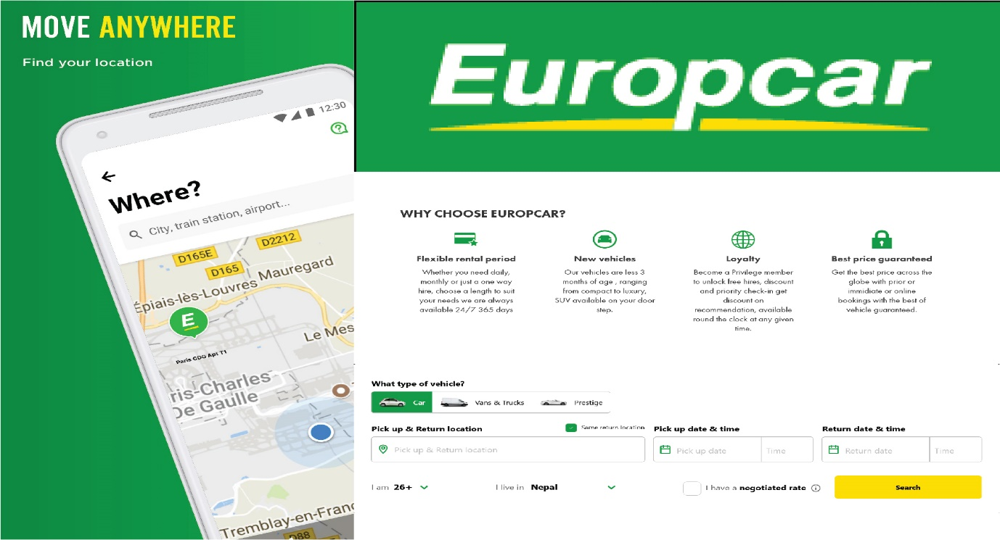 MOVE ANYWHERE
Find your location
12:30
Where?
City, train station, airport...
D2212
D165E
D165
Mauregard
Épiais-lès-Louvres
E
Le Mes
Paris CDG Apt T1
ris-Charles
De Gaulle
Tremblay-en-Franc
D88
Europcar
WHY CHOOSE EUROPCAR?
Flexible rental period
Whether you need daily,
monthly or just a one way
hire, choose a length to suit
your needs we are always
available 24/7 365 days
New vehicles
Our vehicles are less 3
months of age , ranging
from compact to luxury,
SUV available on your door
step.
Loyalty
Become a Privilege member
to unlock free hires, discount
and priority check-in get
discount on
recommendation, available
round the clock at any given
time.
Best price guaranteed
Get the best price across the
globe with prior or
immidiate or online
bookings with the best of
vehicle guaranteed.
What type of vehicle?
Car Vans & Trucks Prestige
Pick up & Return location Same return location Pick up date & time Return date & time
Pick up & Return location Pick up date Time Return date Time
I am 26+ I live in Nepal I have a negotiated rate Search